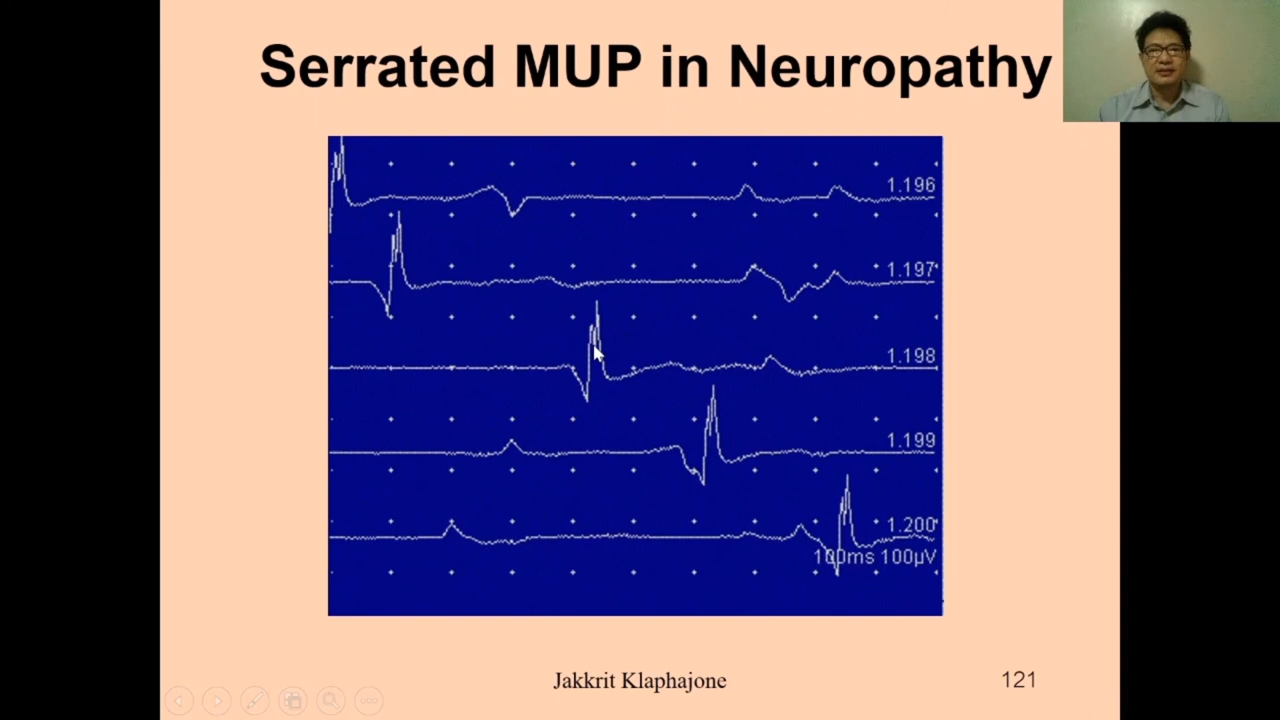 Serrated MUP in Neuropathy
1.196
1.197
1.198
1.199
1.200
100ms 100µV
Jakkrit Klaphajone
121